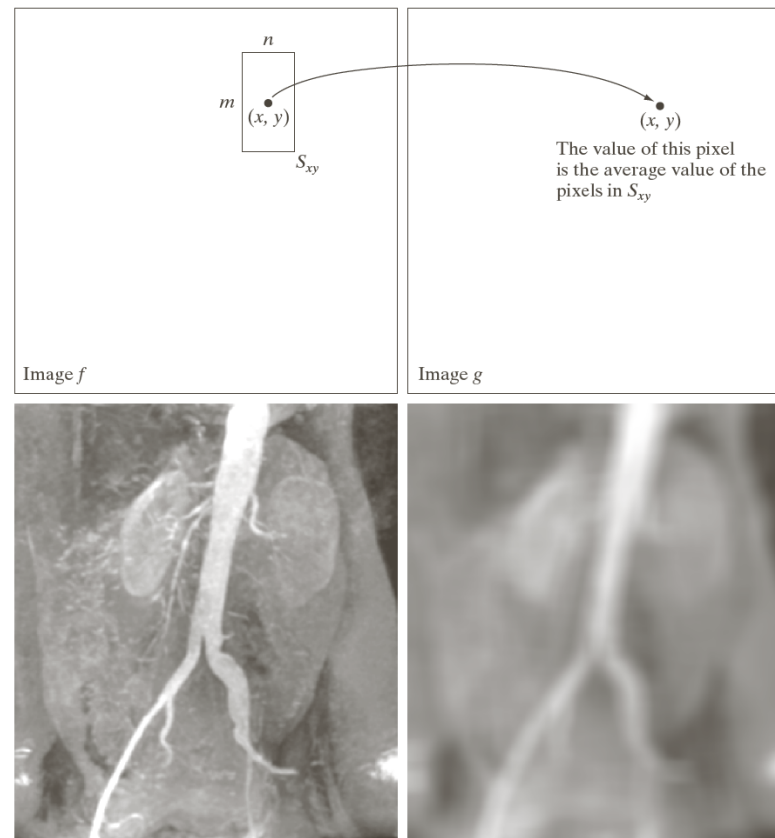 n
m
(x, y)
S_xy
(x, y)
The value of this pixel
is the average value of the
pixels in S_xy
Image f
Image g